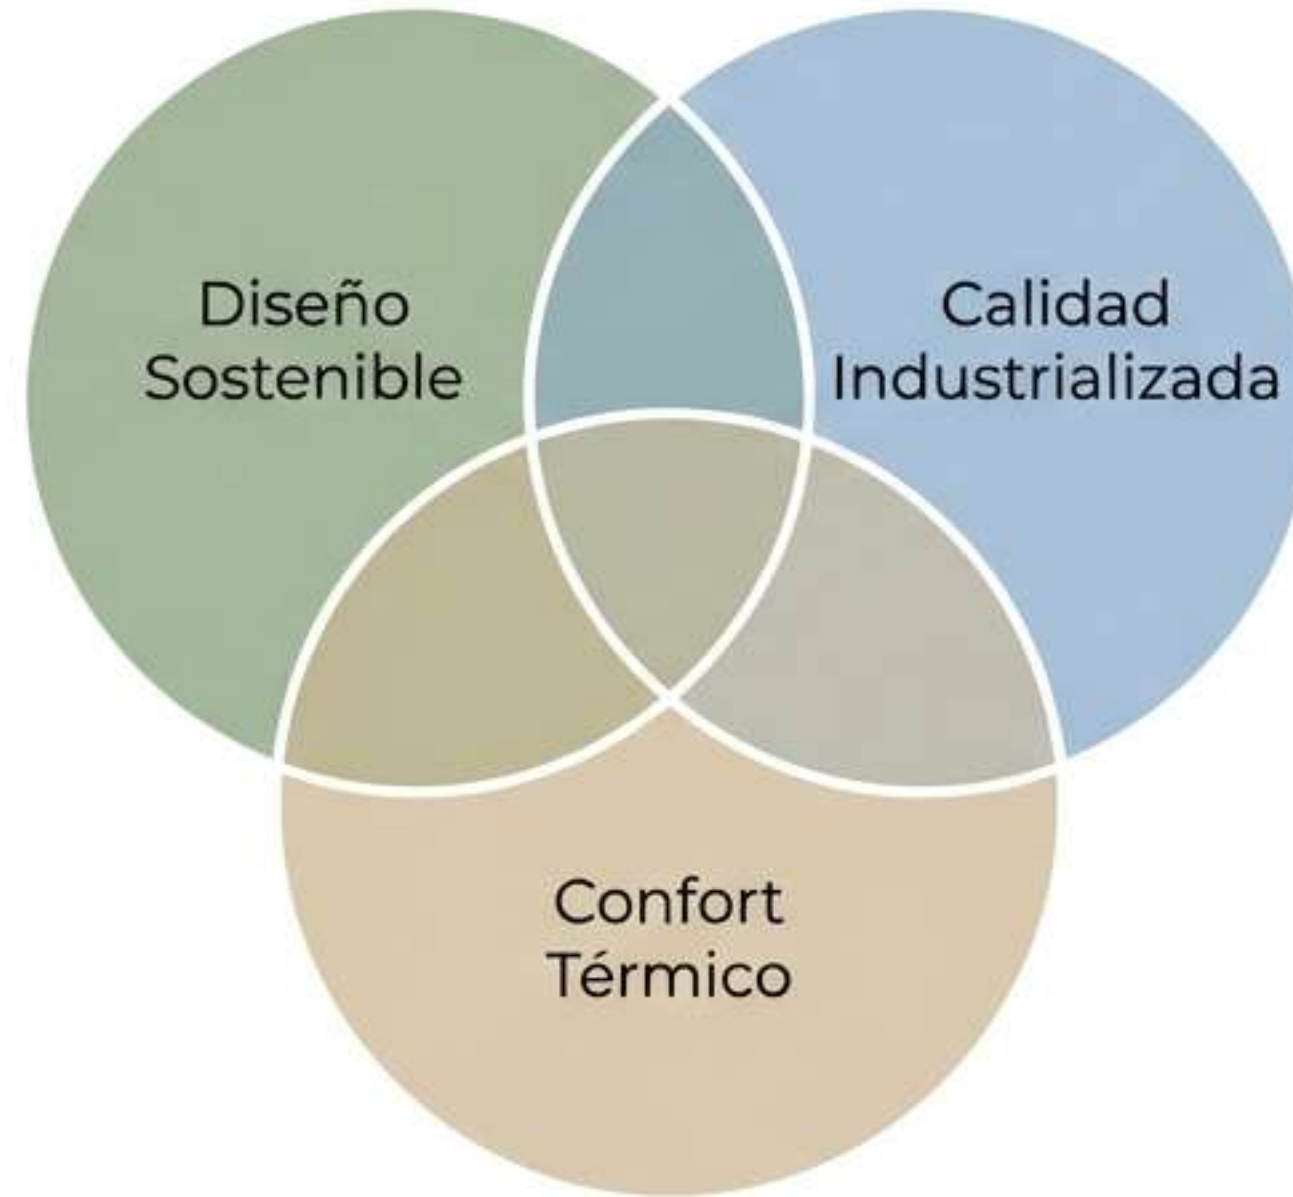 Diseño
Sostenible
Calidad
Industrializada
Confort
Térmico